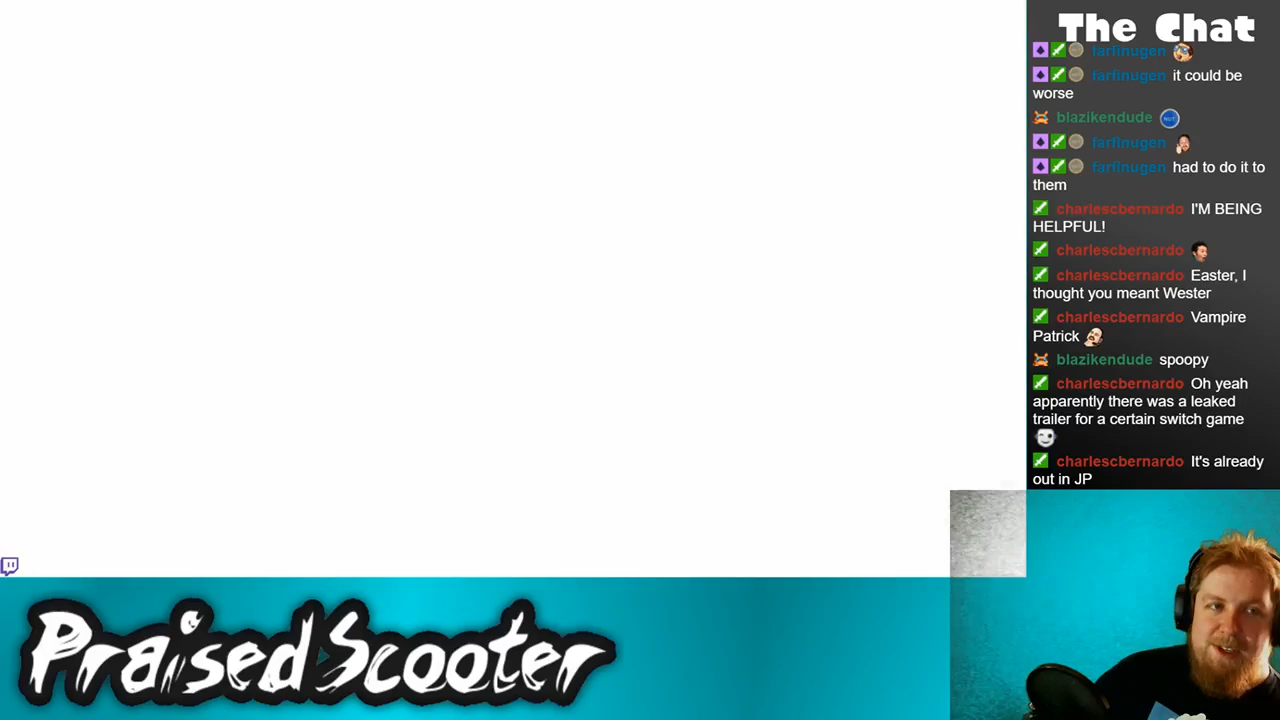 The Chat
farfinugen
farfinugen it could be
worse
blazikendude NUT
farfinugen
farfinugen had to do it to
them
charlescbernardo I'M BEING
HELPFUL!
charlescbernardo
charlescbernardo Easter, I
thought you meant Wester
charlescbernardo Vampire
Patrick
blazikendude spoopy
charlescbernardo Oh yeah
apparently there was a leaked
trailer for a certain switch game
charlescbernardo It's already
out in JP
PraisedScooter